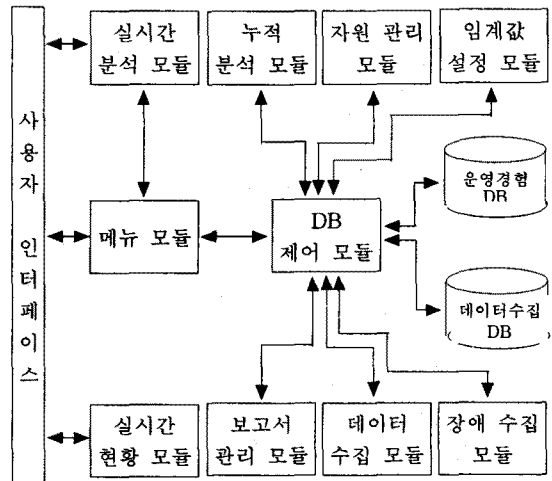 실시간
분석 모듈
누적
분석 모듈
자원 관리
모듈
임계값
설정 모듈
사용자 인터페이스
운영경험
DB
메뉴 모듈
DB
제어 모듈
데이터수집
DB
실시간
현황 모듈
보고서
관리 모듈
데이터
수집 모듈
장애 수집
모듈